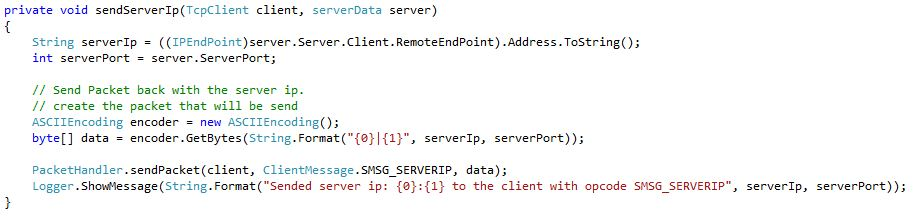 private void sendServerIp(TcpClient client, serverData server)
{
    String serverIp = ((IPEndPoint)server.Server.Client.RemoteEndPoint).Address.ToString();
    int serverPort = server.ServerPort;

    // Send Packet back with the server ip.
    // create the packet that will be send
    ASCIIEncoding encoder = new ASCIIEncoding();
    byte[] data = encoder.GetBytes(String.Format("{0}|{1}", serverIp, serverPort));

    PacketHandler.sendPacket(client, ClientMessage.SMSG_SERVERIP, data);
    Logger.ShowMessage(String.Format("Sended server ip: {0}:{1} to the client with opcode SMSG_SERVERIP", serverIp, serverPort));
}